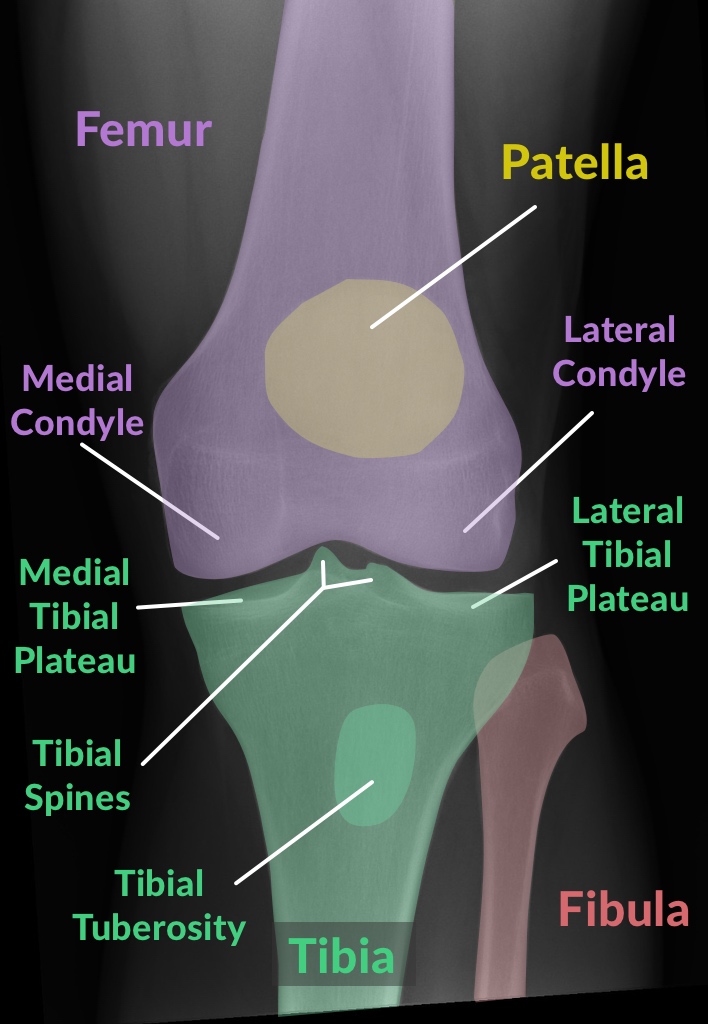 Femur
Patella
Lateral
Condyle
Medial
Condyle
Lateral
Tibial
Plateau
Medial
Tibial
Plateau
Tibial
Spines
Tibial
Tuberosity
Fibula
Tibia